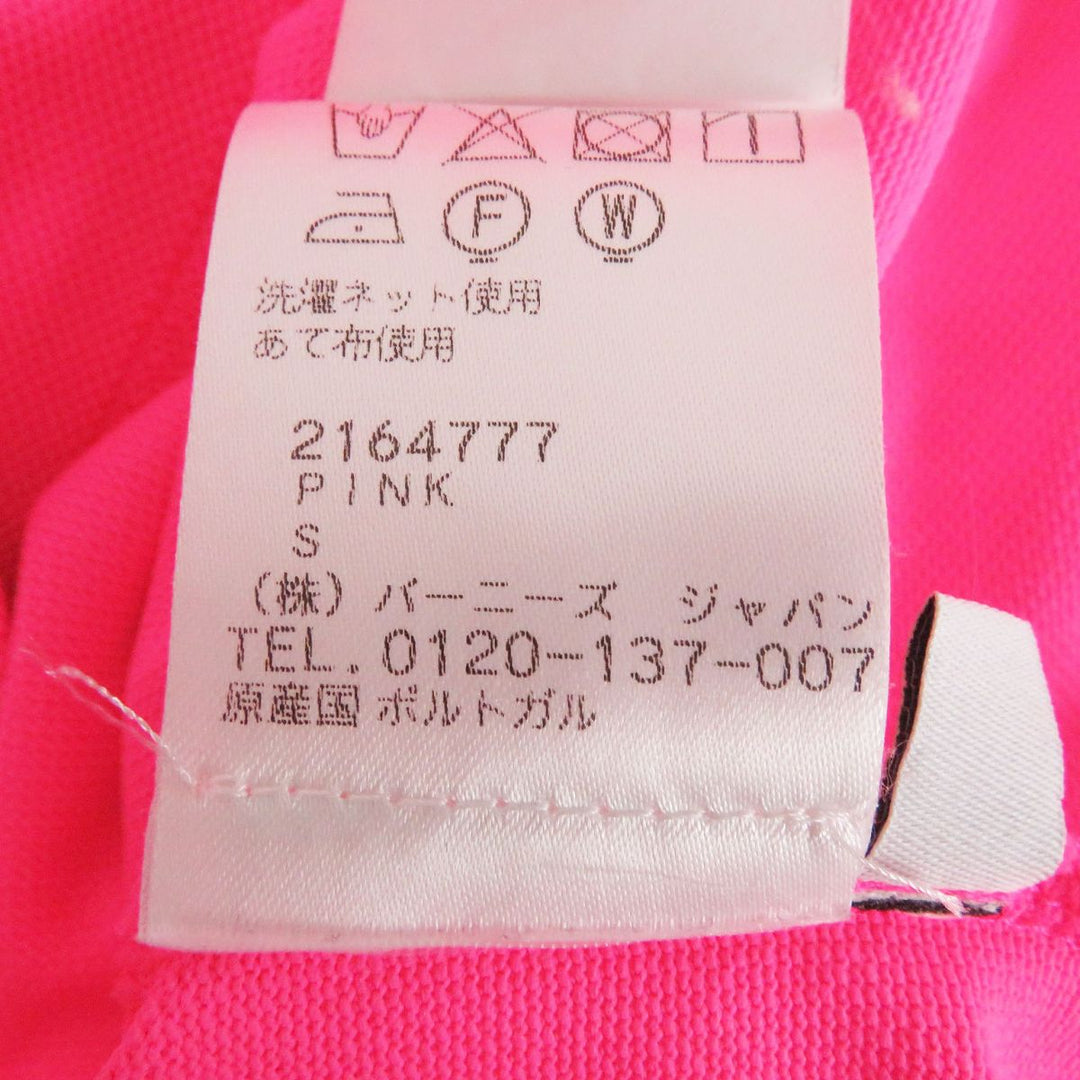 F W
洗濯ネット使用
あて布使用
2164777
PINK
S
(株) バーニーズ ジャパン
TEL. 0120-137-007
原産国 ポルトガル